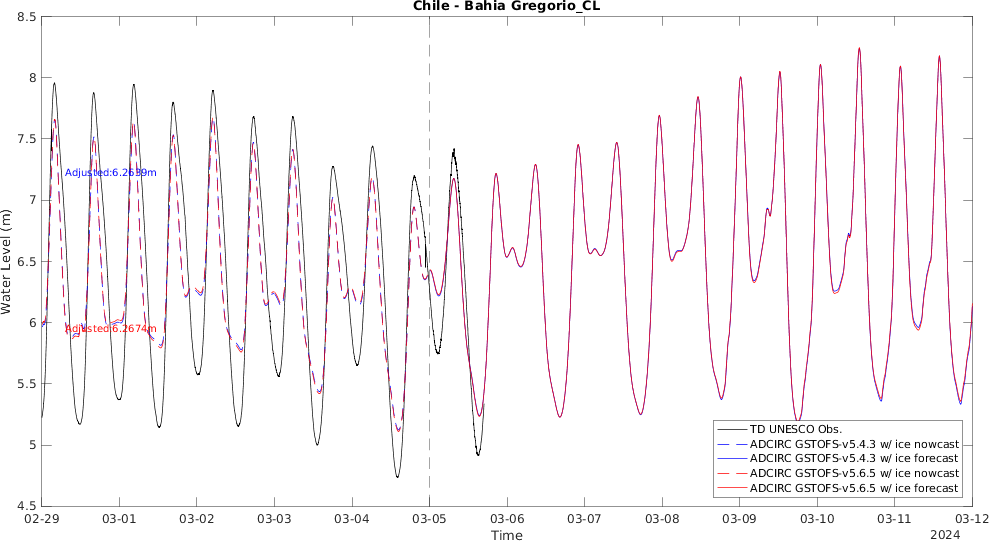 Chile - Bahia Gregorio_CL
8.5
8
7.5
7
6.5
6
5.5
5
4.5
Water Level (m)
Adjusted:6.2639m
Adjusted:6.2674m
TD UNESCO Obs.
ADCIRC GSTOFS-v5.4.3 w/ ice nowcast
ADCIRC GSTOFS-v5.4.3 w/ ice forecast
ADCIRC GSTOFS-v5.6.5 w/ ice nowcast
ADCIRC GSTOFS-v5.6.5 w/ ice forecast
02-29 03-01 03-02 03-03 03-04 03-05 03-06 03-07 03-08 03-09 03-10 03-11 03-12
Time
2024